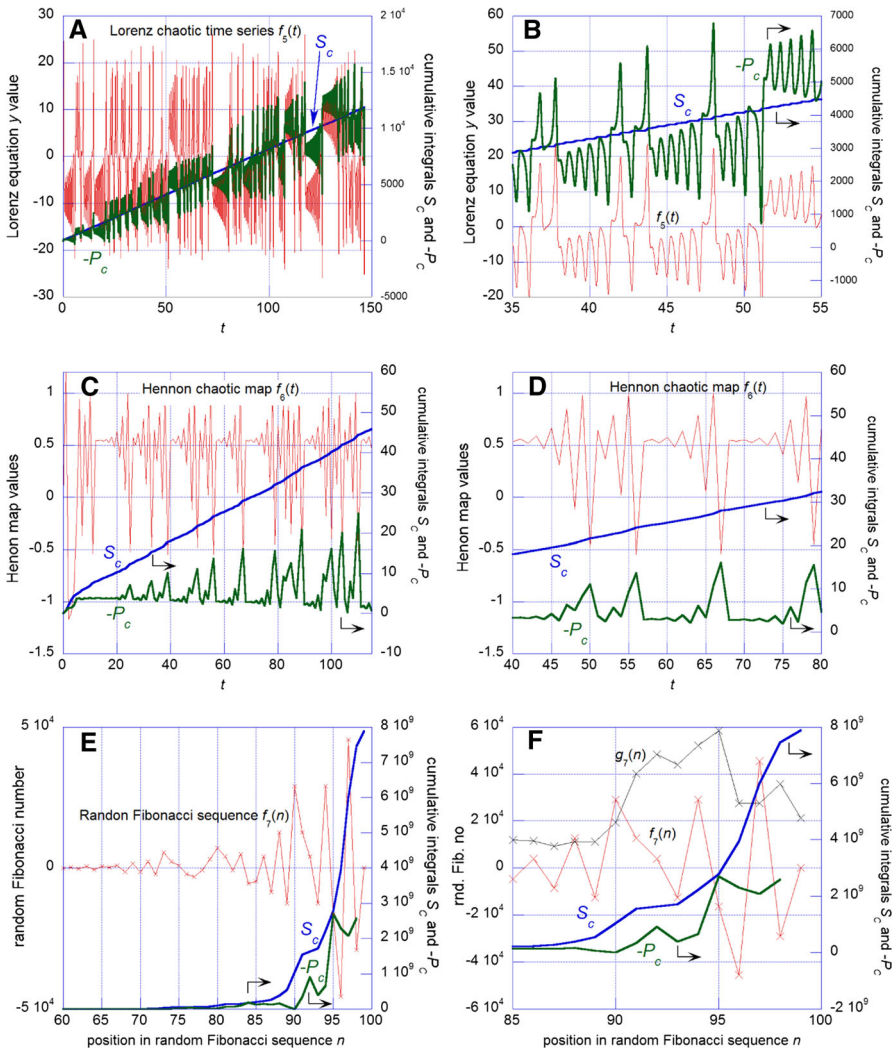 A
Lorenz chaotic time series f5(t)
Sc
-Pc
Lorenz equation y value
30
20
10
0
-10
-20
-30
2 10^4
1.5 10^4
1 10^4
5000
0
-5000
cumulative integrals Sc and -Pc
0
50
100
150
t
B
-Pc
Sc
f5(t)
Lorenz equation y value
60
50
40
30
20
10
0
-10
-20
7000
6000
5000
4000
3000
2000
1000
0
-1000
cumulative integrals Sc and -Pc
35
40
45
50
55
t
C
Hennon chaotic map f6(t)
Sc
-Pc
Henon map values
1
0.5
0
-0.5
-1
-1.5
60
50
40
30
20
10
0
-10
cumulative integrals Sc and -Pc
0
20
40
60
80
100
t
D
Hennon chaotic map f6(t)
Sc
-Pc
Henon map values
1
0.5
0
-0.5
-1
-1.5
60
50
40
30
20
10
0
cumulative integrals Sc and -Pc
40
45
50
55
60
65
70
75
80
t
E
Randon Fibonacci sequence f7(n)
Sc
-Pc
random Fibonacci number
5 10^4
0
-5 10^4
8 10^9
7 10^9
6 10^9
5 10^9
4 10^9
3 10^9
2 10^9
1 10^9
0
cumulative integrals Sc and -Pc
60
65
70
75
80
85
90
95
100
position in random Fibonacci sequence n
F
g7(n)
f7(n)
Sc
-Pc
rnd. Fib. no
6 10^4
4 10^4
2 10^4
0
-2 10^4
-4 10^4
-6 10^4
8 10^9
6 10^9
4 10^9
2 10^9
0
-2 10^9
cumulative integrals Sc and -Pc
85
90
95
100
position in random Fibonacci sequence n